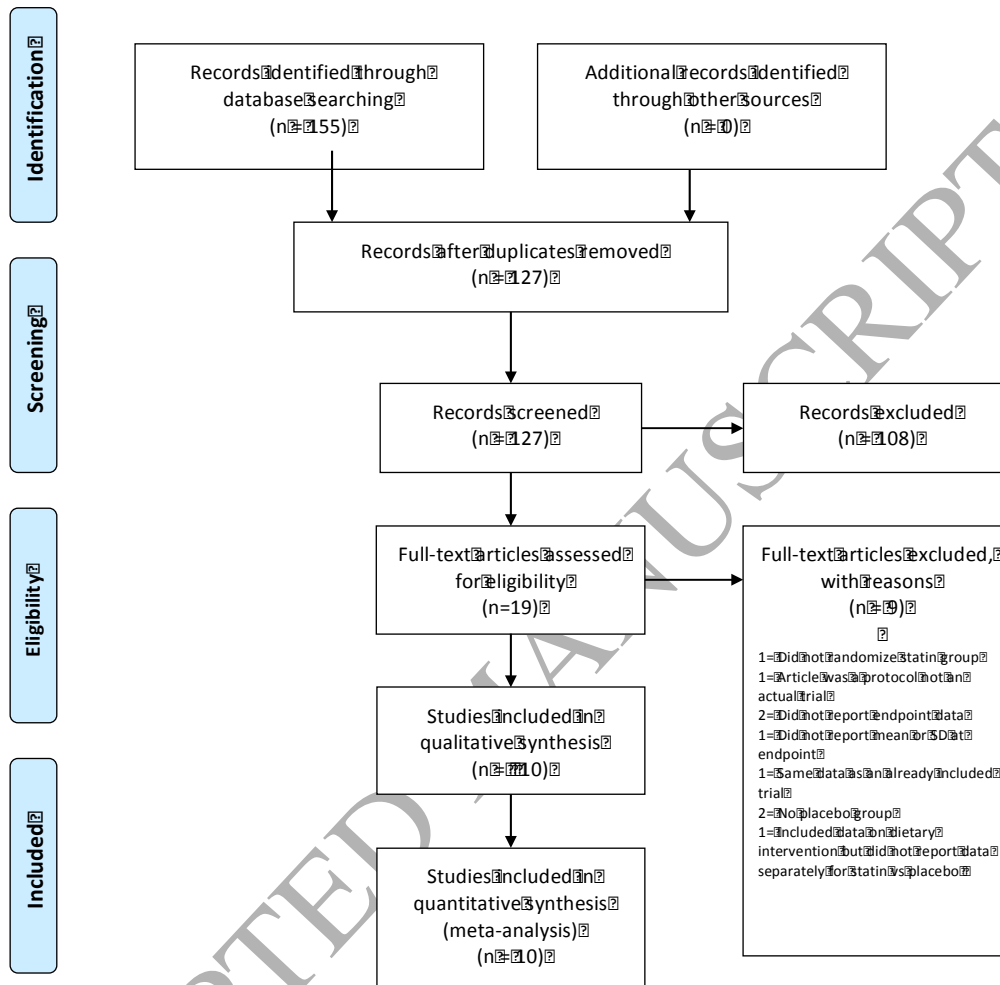 Identification
Records identified through
database searching
(n = 155)
Additional records identified
through other sources
(n = 0)
Records after duplicates removed
(n = 127)
Screening
Records screened
(n = 127)
Records excluded
(n = 108)
Eligibility
Full-text articles assessed
for eligibility
(n=19)
Full-text articles excluded,
with reasons
(n = 9)
1= Did not randomize statin group
1= Article was a protocol not an
actual trial
2= Did not report endpoint data
1= Did not report mean or SD at
endpoint
1= Same data as an already included
trial
2= No placebo group
1= Included data on dietary
intervention but did not report data
separately for statin vs placebo
Studies included in
qualitative synthesis
(n = 10)
Included
Studies included in
quantitative synthesis
(meta-analysis)
(n = 10)
PTED MANUSCRIPT